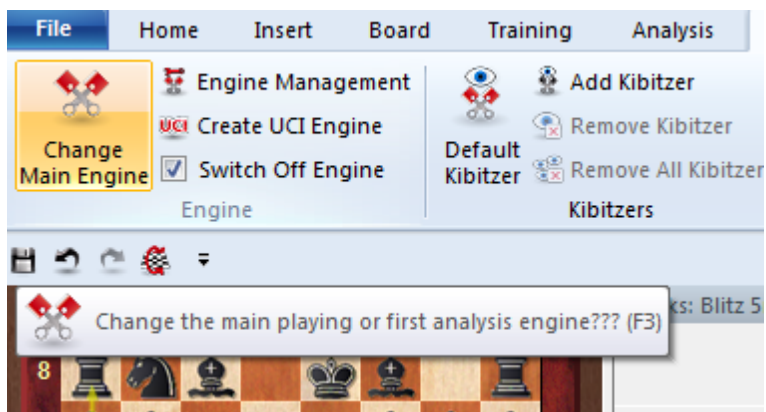 File Home Insert Board Training Analysis
Engine Management
UCI Create UCI Engine
Change Main Engine
Switch Off Engine
Engine
Default Kibitzer
Add Kibitzer
Remove Kibitzer
Remove All Kibitzer
Kibitzers
Change the main playing or first analysis engine??? (F3)
: Blitz 5
8